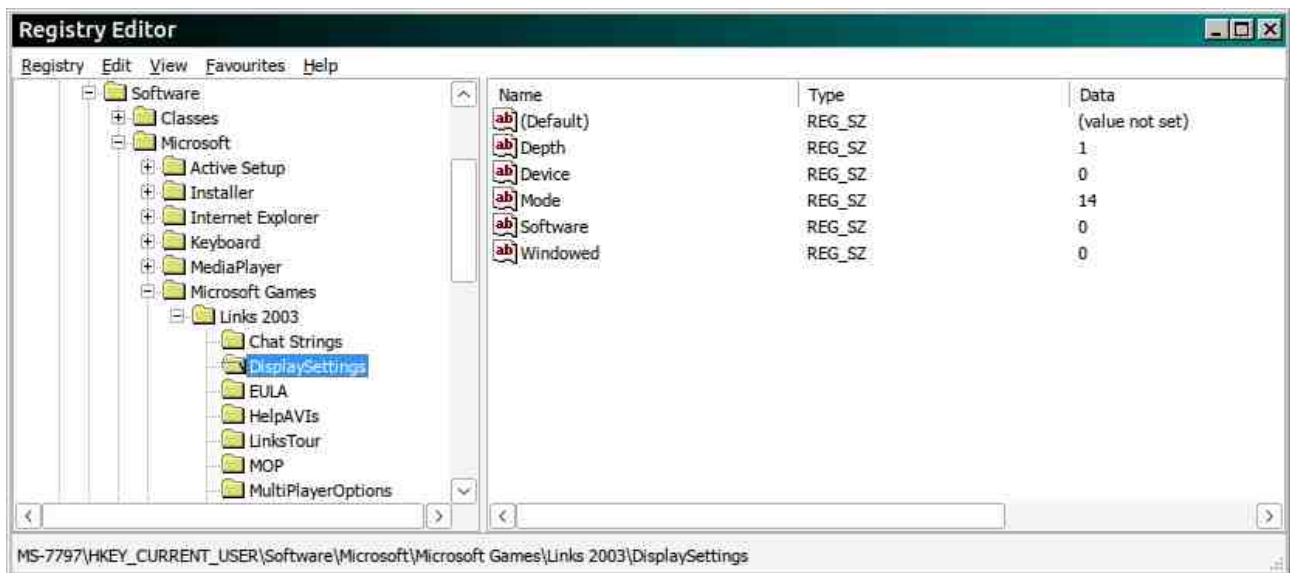 Registry Editor
Registry Edit View Favourites Help
Software
Classes
Microsoft
Active Setup
Installer
Internet Explorer
Keyboard
MediaPlayer
Microsoft Games
Links 2003
Chat Strings
DisplaySettings
EULA
HelpAVIs
LinksTour
MOP
MultiPlayerOptions
Name Type Data
(Default) REG_SZ (value not set)
Depth REG_SZ 1
Device REG_SZ 0
Mode REG_SZ 14
Software REG_SZ 0
Windowed REG_SZ 0
MS-7797\HKEY_CURRENT_USER\Software\Microsoft\Microsoft Games\Links 2003\DisplaySettings